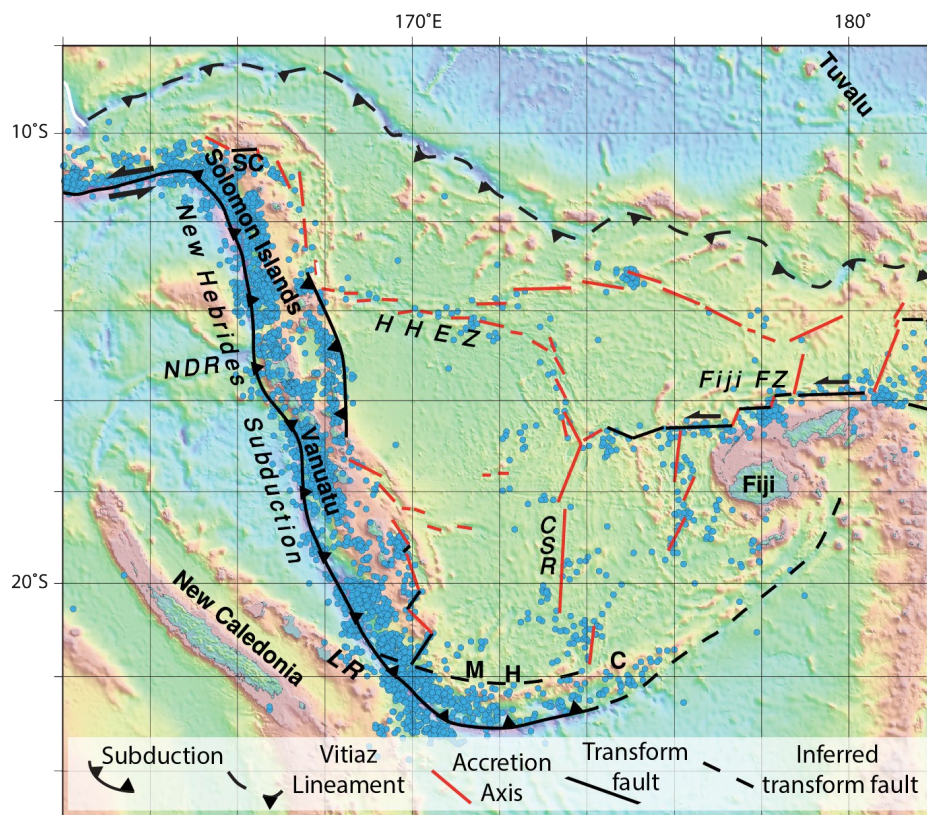 170˚E
180˚
Tuvalu
10˚S
SC
Solomon Islands
New Hebrides
Subduction
H H E Z
NDR
Fiji FZ
Vanuatu
Fiji
CSR
20˚S
New Caledonia
LR
M H C
Subduction
Vitiaz
Lineament
Accretion
Axis
Transform
fault
Inferred
transform fault